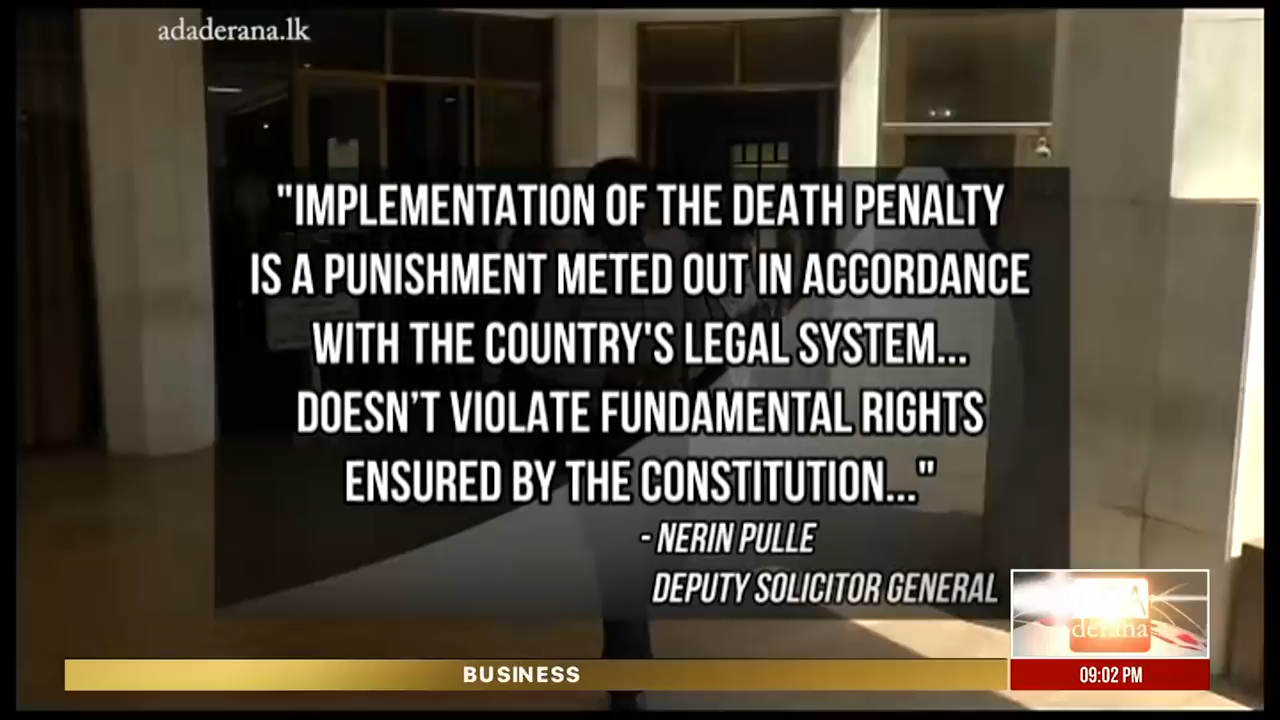 adaderana.lk
"IMPLEMENTATION OF THE DEATH PENALTY
IS A PUNISHMENT METED OUT IN ACCORDANCE
WITH THE COUNTRY'S LEGAL SYSTEM...
DOESN’T VIOLATE FUNDAMENTAL RIGHTS
ENSURED BY THE CONSTITUTION..."
- NERIN PULLE
DEPUTY SOLICITOR GENERAL
derana
BUSINESS
09:02 PM